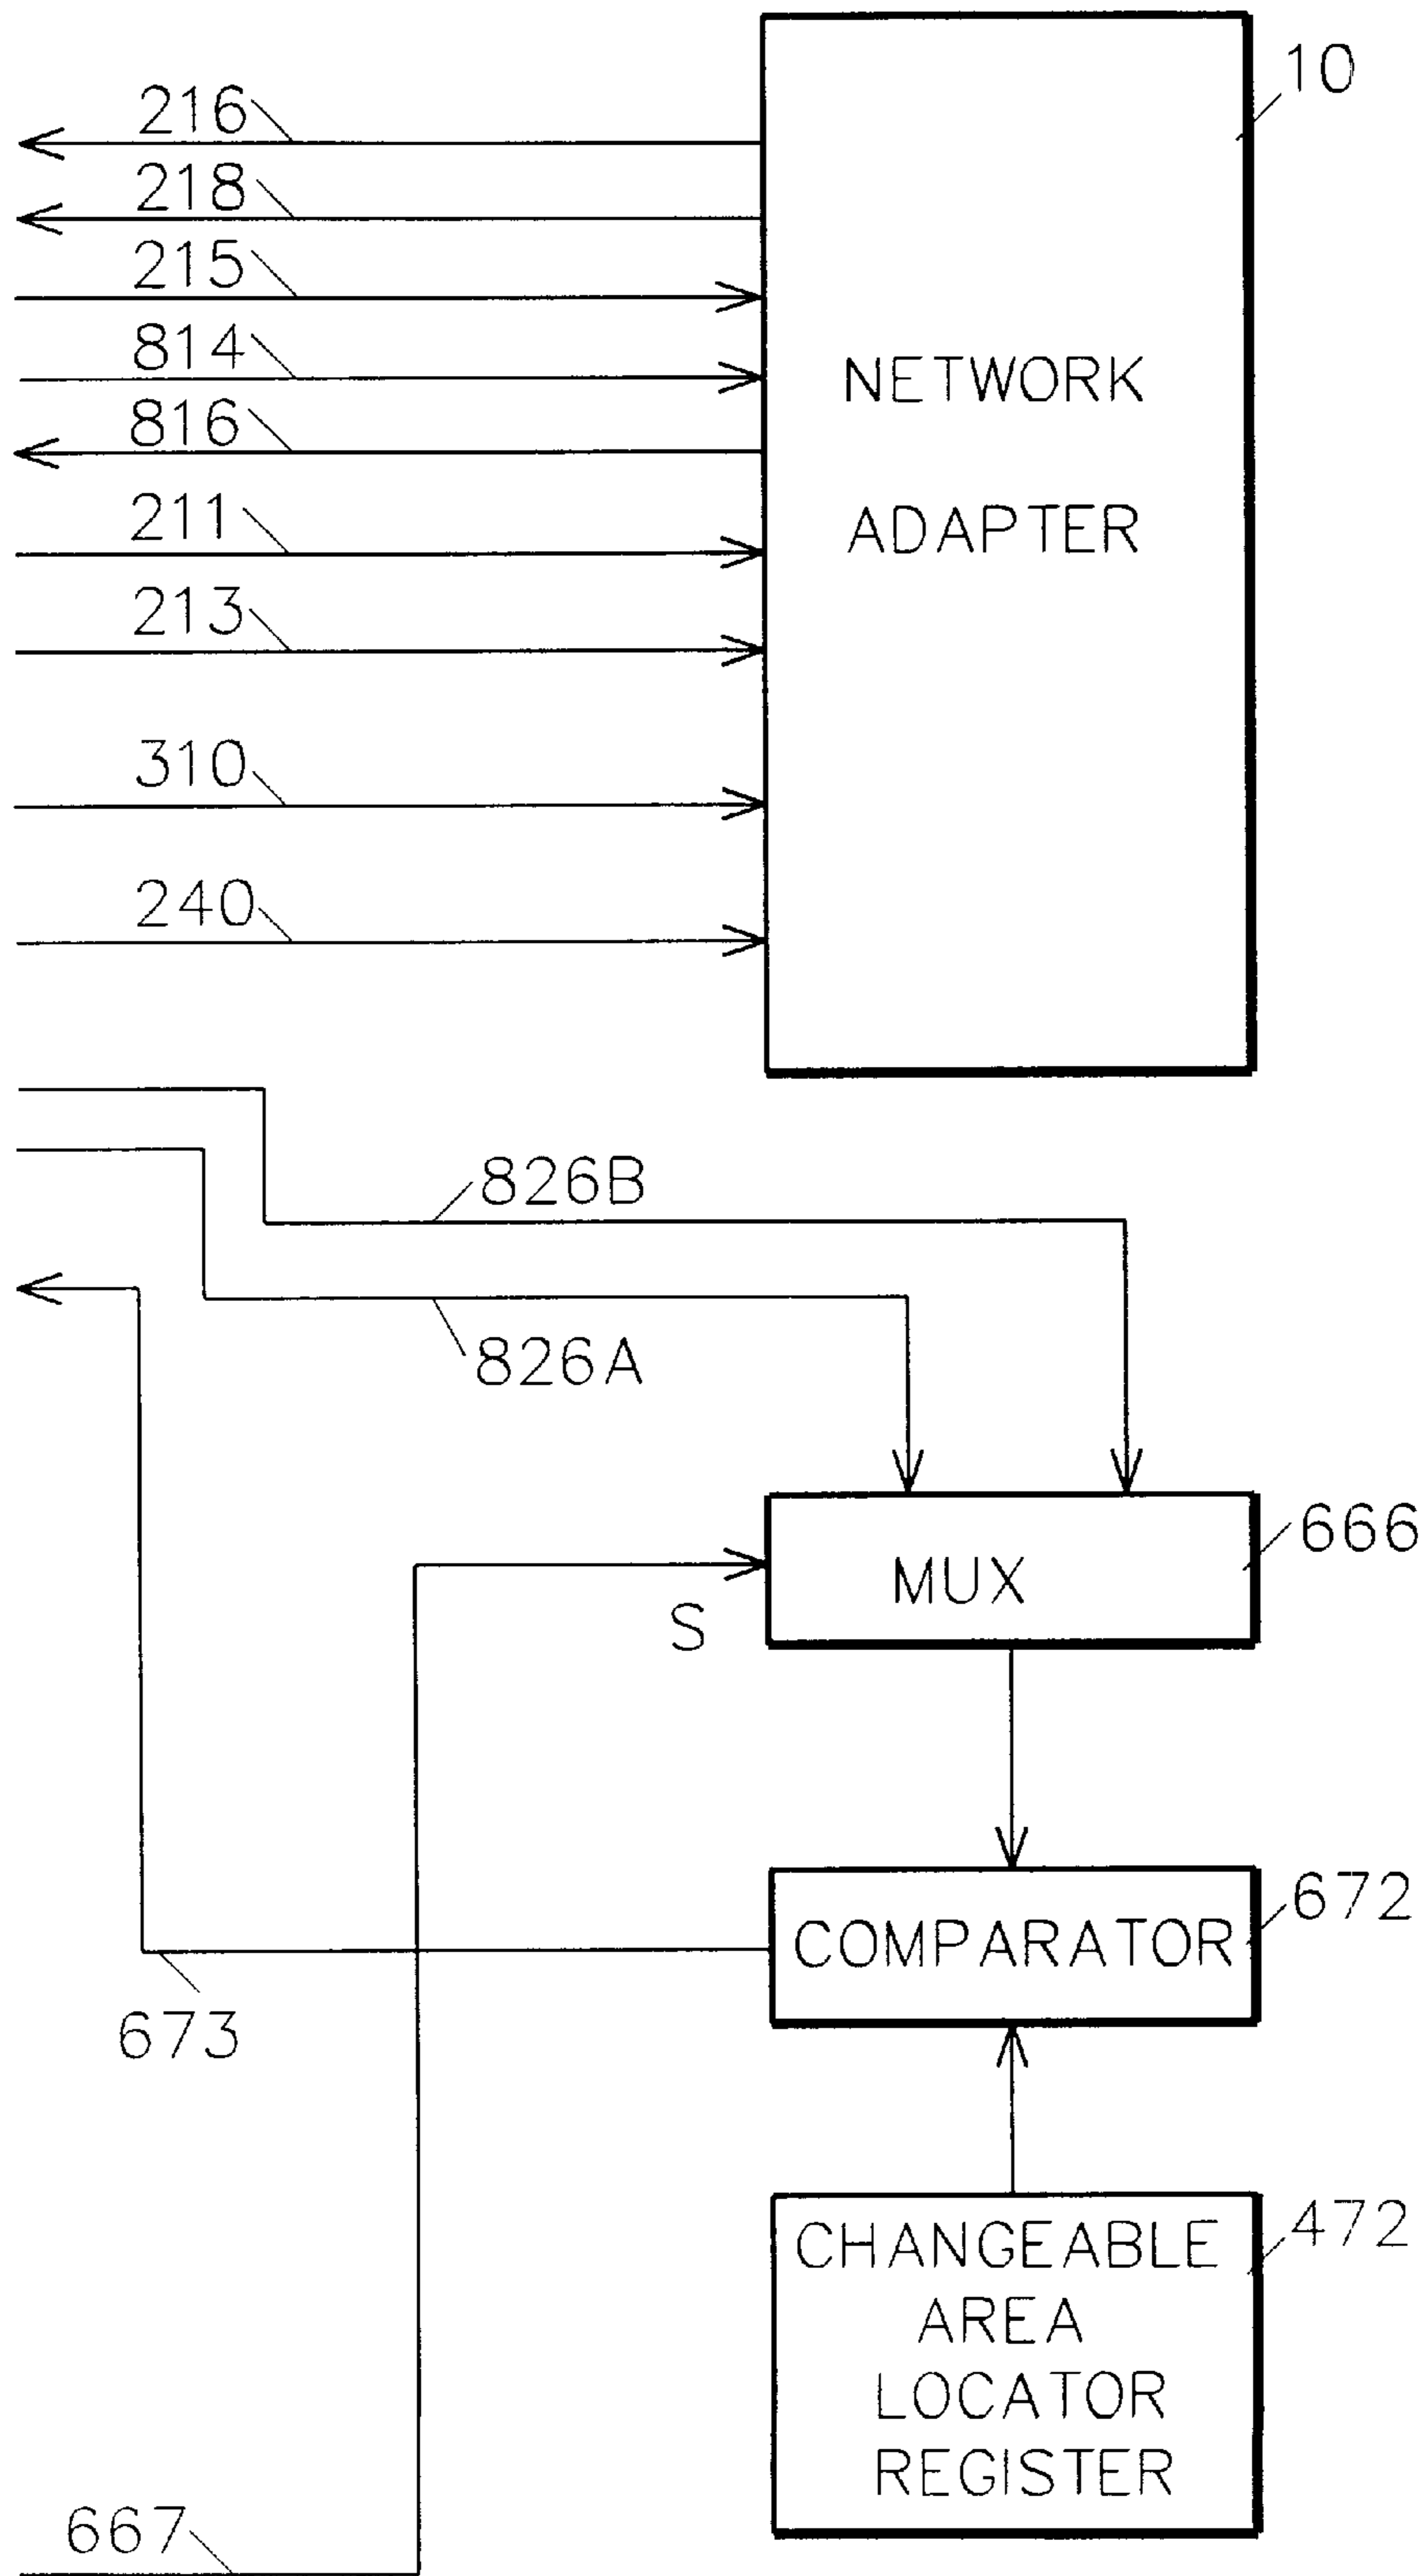 10
216
218
215
814
NETWORK
816
ADAPTER
211
213
310
240
826B
826A
666
MUX
S
672
COMPARATOR
673
472
CHANGEABLE
AREA
LOCATOR
REGISTER
667